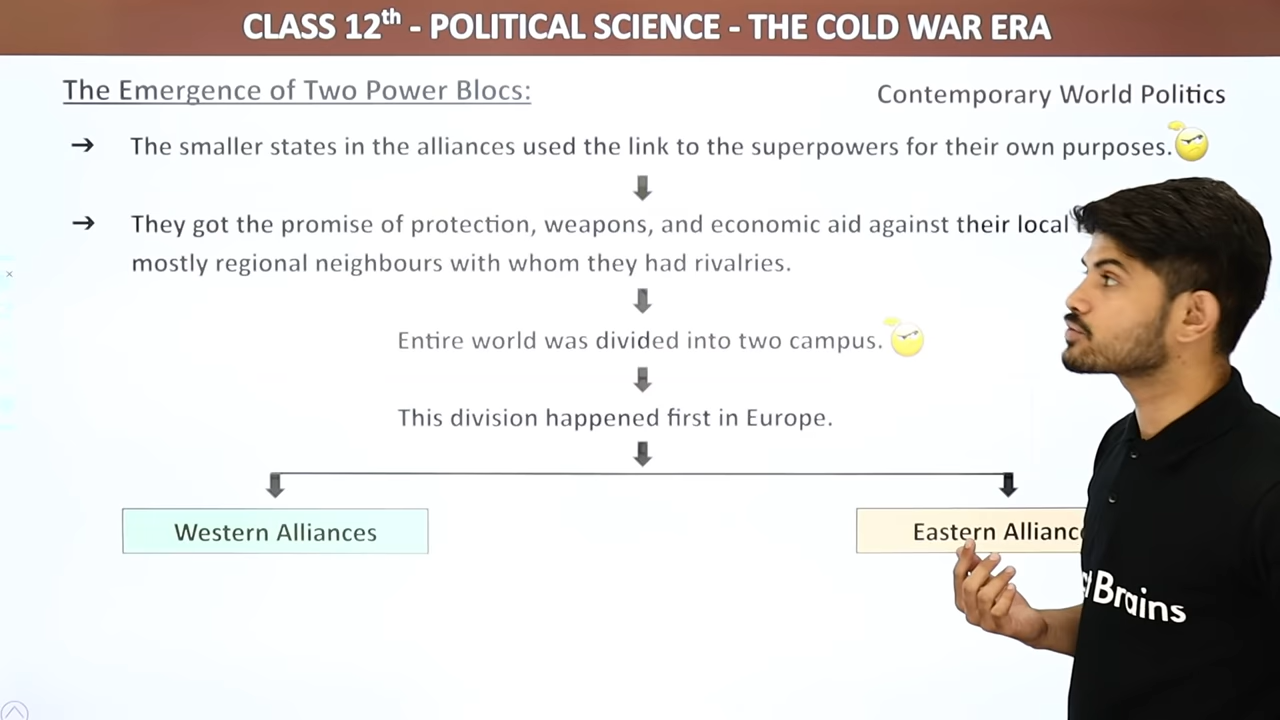 CLASS 12th - POLITICAL SCIENCE - THE COLD WAR ERA
The Emergence of Two Power Blocs:
Contemporary World Politics
➔ The smaller states in the alliances used the link to the superpowers for their own purposes.
➔ They got the promise of protection, weapons, and economic aid against their local
mostly regional neighbours with whom they had rivalries.
Entire world was divided into two campus.
This division happened first in Europe.
Western Alliances
Eastern
Brains